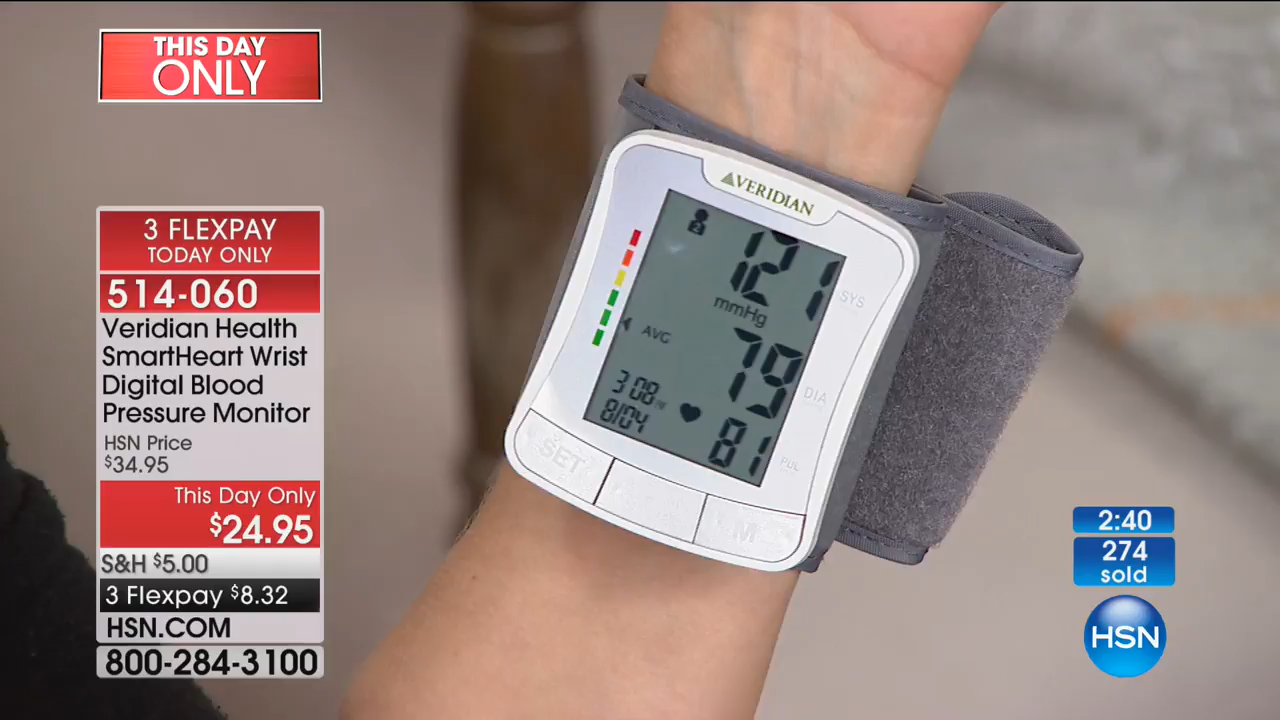 THIS DAY
ONLY
3 FLEXPAY
TODAY ONLY
514-060
Veridian Health
SmartHeart Wrist
Digital Blood
Pressure Monitor
HSN Price
$34.95
This Day Only
$24.95
S&H $5.00
3 Flexpay $8.32
HSN.COM
800-284-3100
VERIDIAN
2
121
SYS
mmHg
AVG
79
DIA
3 08
8/04
81
PUL
SET
M
2:40
274
sold
HSN